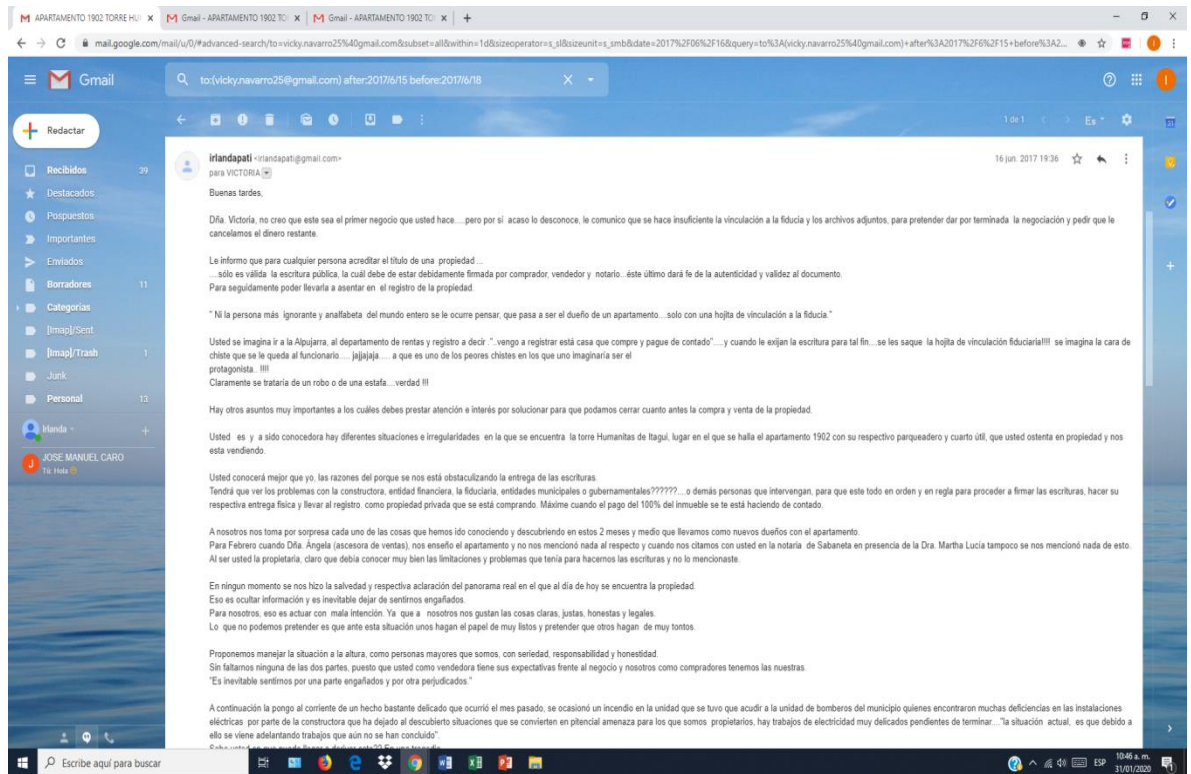 APARTAMENTO 1902 TORRE HU
Gmail - APARTAMENTO 1902 TO
Gmail - APARTAMENTO 1902 TO
mail.google.com/mail/u/0/#advanced-search/to=vicky.navarro25%40gmail.com&subset=all&within=1d&sizeoperator=s_sl&sizeunit=s_smb&date=2017%2F06%2F16&query=to%3A(vicky.navarro25%40gmail.com)+after%3A2017%2F6%2F15+before%3A2...
Gmail
to:(vicky.navarro25@gmail.com) after:2017/6/15 before:2017/6/18
Redactar
1 de 1
Es
Recibidos 39
Destacados
Pospuestos
Importantes
Enviados
Borradores 11
Categorías
[Imap]/Sent
[Imap]/Trash 1
Junk
Personal 13
Irlanda
JOSE MANUEL CARO
Tú: Hola
irlandapati <irlandapati@gmail.com>
16 jun. 2017 19:36
para VICTORIA
Buenas tardes,
Dña. Victoria, no creo que este sea el primer negocio que usted hace.....pero por si acaso lo desconoce, le comunico que se hace insuficiente la vinculación a la fiducia y los archivos adjuntos, para pretender dar por terminada la negociación y pedir que le
cancelamos el dinero restante.
Le informo que para cualquier persona acreditar el título de una propiedad ...
....sólo es válida la escritura pública, la cuál debe de estar debidamente firmada por comprador, vendedor y notario...éste último dará fe de la autenticidad y validez al documento.
Para seguidamente poder llevarla a asentar en el registro de la propiedad.
" Ni la persona más ignorante y analfabeta del mundo entero se le ocurre pensar, que pasa a ser el dueño de un apartamento....solo con una hojita de vinculación a la fiducia."
Usted se imagina ir a la Alpujarra, al departamento de rentas y registro a decir ."..vengo a registrar está casa que compre y pague de contado".....y cuando le exijan la escritura para tal fin....se les saque la hojita de vinculación fiduciaria!!!! se imagina la cara de
chiste que se le queda al funcionario..... jajjajaja..... a que es uno de los peores chistes en los que uno imaginaría ser el
protagonista.. !!!!
Claramente se trataría de un robo o de una estafa....verdad !!!
Hay otros asuntos muy importantes a los cuáles debes prestar atención e interés por solucionar para que podamos cerrar cuanto antes la compra y venta de la propiedad.
Usted es y a sido conocedora hay diferentes situaciones e irregularidades en la que se encuentra la torre Humanitas de Itagui, lugar en el que se halla el apartamento 1902 con su respectivo parqueadero y cuarto útil, que usted ostenta en propiedad y nos
esta vendiendo.
Usted conocerá mejor que yo, las razones del porque se nos está obstaculizando la entrega de las escrituras.
Tendrá que ver los problemas con la constructora, entidad financiera, la fiduciaria, entidades municipales o gubernamentales??????....o demás personas que intervengan, para que este todo en orden y en regla para proceder a firmar las escrituras, hacer su
respectiva entrega física y llevar al registro. como propiedad privada que se está comprando. Máxime cuando el pago del 100% del inmueble se te está haciendo de contado.
A nosotros nos toma por sorpresa cada uno de las cosas que hemos ido conociendo y descubriendo en estos 2 meses y medio que llevamos como nuevos dueños con el apartamento.
Para Febrero cuando Dña. Ángela (ascesora de ventas), nos enseño el apartamento y no nos mencionó nada al respecto y cuando nos citamos con usted en la notaria de Sabaneta en presencia de la Dra. Martha Lucía tampoco se nos mencionó nada de esto.
Al ser usted la propietaria, claro que debía conocer muy bien las limitaciones y problemas que tenía para hacernos las escrituras y no lo mencionaste.
En ningun momento se nos hizo la salvedad y respectiva aclaración del panorama real en el que al día de hoy se encuentra la propiedad.
Eso es ocultar información y es inevitable dejar de sentirnos engañados.
Para nosotros, eso es actuar con mala intención. Ya que a nosotros nos gustan las cosas claras, justas, honestas y legales.
Lo que no podemos pretender es que ante esta situación unos hagan el papel de muy listos y pretender que otros hagan de muy tontos.
Proponemos manejar la situación a la altura, como personas mayores que somos, con seriedad, responsabilidad y honestidad.
Sin faltarnos ninguna de las dos partes, puesto que usted como vendedora tiene sus expectativas frente al negocio y nosotros como compradores tenemos las nuestras.
"Es inevitable sentirnos por una parte engañados y por otra perjudicados."
A continuación la pongo al corriente de un hecho bastante delicado que ocurrió el mes pasado, se ocasionó un incendio en la unidad que se tuvo que acudir a la unidad de bomberos del municipio quienes encontraron muchas deficiencias en las instalaciones
eléctricas por parte de la constructora que ha dejado al descubierto situaciones que se convierten en pitencial amenaza para los que somos propietarios, hay trabajos de electricidad muy delicados pendientes de terminar...."la situación actual, es que debido a
ello se viene adelantando trabajos que aún no se han concluido".
Escribe aquí para buscar
ESP
10:46 a. m.
31/01/2020